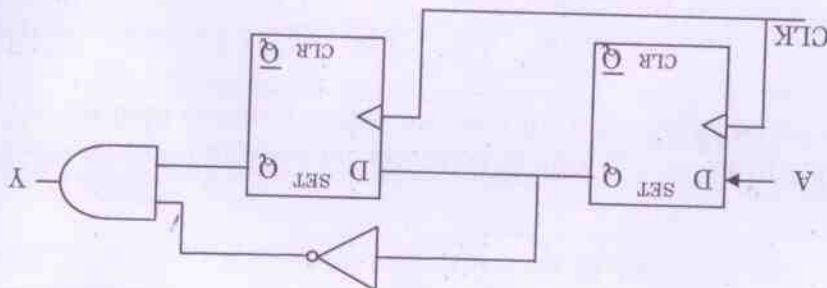 A D SET Q D SET Q Y
CLR Q̅ CLR Q̅
CLK